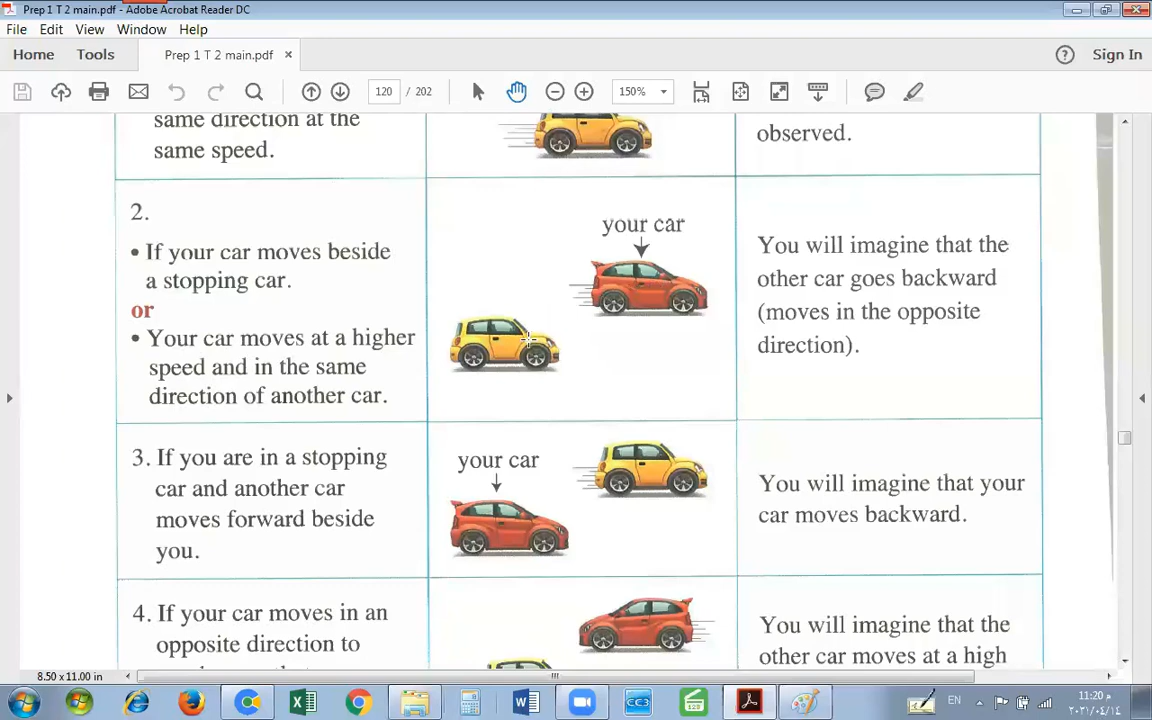 Prep 1 T 2 main.pdf - Adobe Acrobat Reader DC
File Edit View Window Help
Home Tools Prep 1 T 2 main.pdf × Sign In
120 / 202 150%
same direction at the
same speed.
observed.
2.
• If your car moves beside
a stopping car.
or
• Your car moves at a higher
speed and in the same
direction of another car.
your car
You will imagine that the
other car goes backward
(moves in the opposite
direction).
3. If you are in a stopping
car and another car
moves forward beside
you.
your car
You will imagine that your
car moves backward.
4. If your car moves in an
opposite direction to
You will imagine that the
other car moves at a high
8.50 x 11.00 in
CC3
123
EN
11:20 م
٢٠٢١/٠٤/١٤